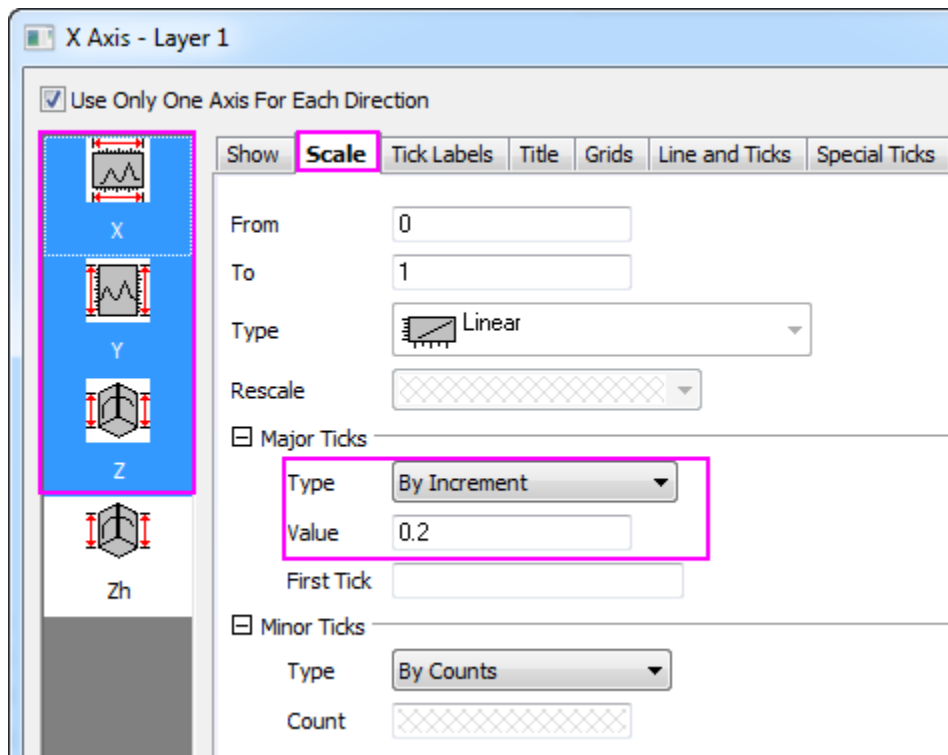 X Axis - Layer 1
Use Only One Axis For Each Direction
X
Y
Z
Zh
Show Scale Tick Labels Title Grids Line and Ticks Special Ticks
From 0
To 1
Type Linear
Rescale
Major Ticks
Type By Increment
Value 0.2
First Tick
Minor Ticks
Type By Counts
Count